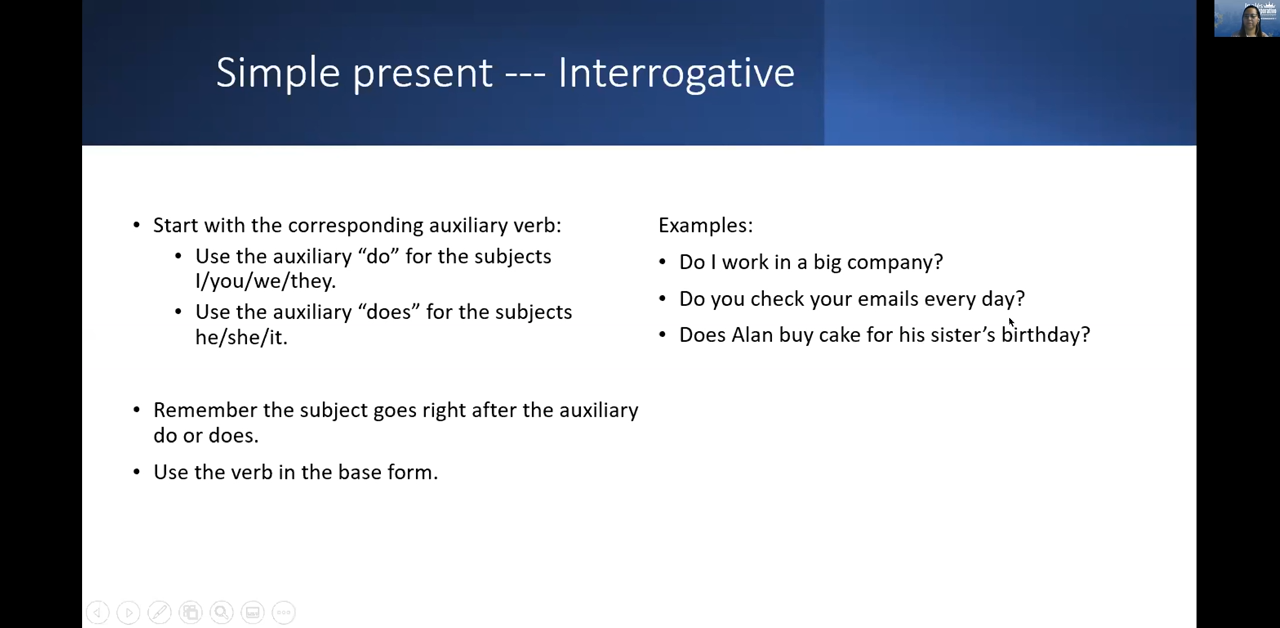 Simple present --- Interrogative
• Start with the corresponding auxiliary verb:
• Use the auxiliary “do” for the subjects
I/you/we/they.
• Use the auxiliary “does” for the subjects
he/she/it.
• Remember the subject goes right after the auxiliary
do or does.
• Use the verb in the base form.
Examples:
• Do I work in a big company?
• Do you check your emails every day?
• Does Alan buy cake for his sister’s birthday?